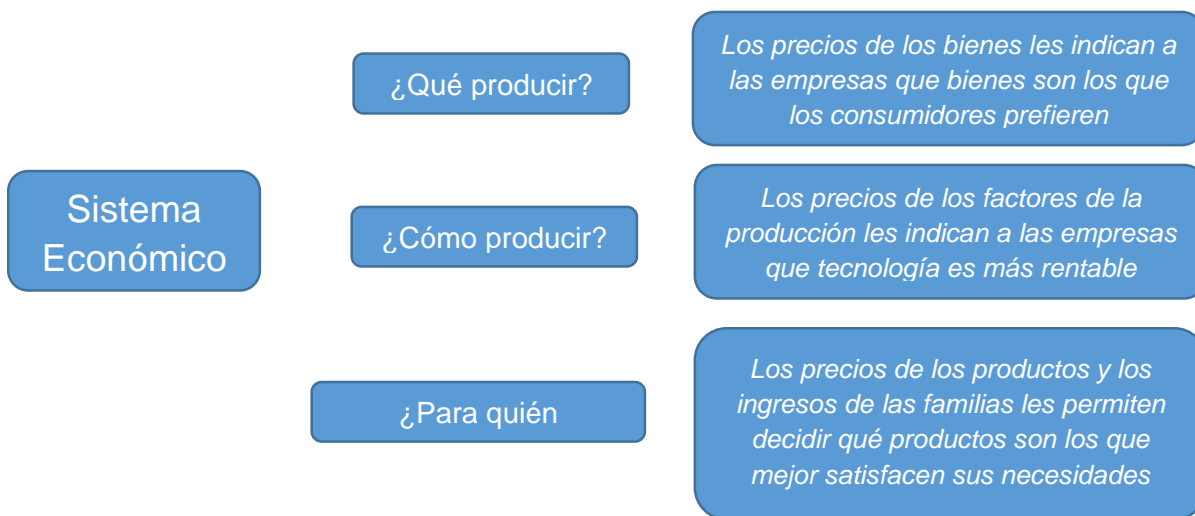 Sistema
Económico
¿Qué producir?
Los precios de los bienes les indican a
las empresas que bienes son los que
los consumidores prefieren
¿Cómo producir?
Los precios de los factores de la
producción les indican a las empresas
que tecnología es más rentable
¿Para quién
Los precios de los productos y los
ingresos de las familias les permiten
decidir qué productos son los que
mejor satisfacen sus necesidades